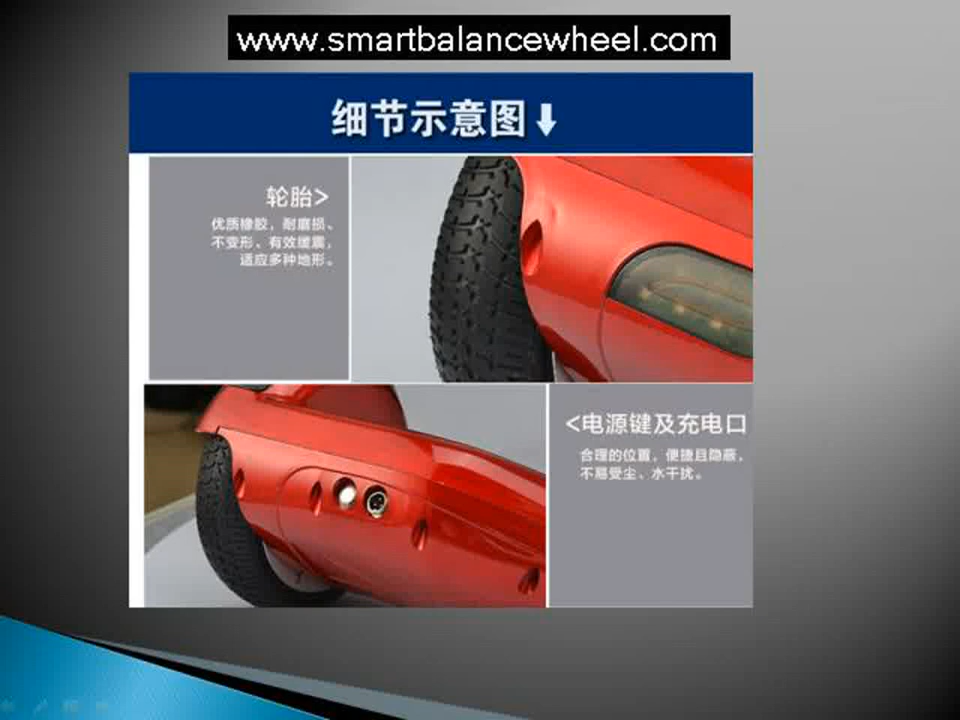 www.smartbalancewheel.com
细节示意图⬇
轮胎>
优质橡胶，耐磨损、
不变形、有效缓震，
适应多种地形。
<电源键及充电口
合理的位置，便捷且隐蔽，
不易受尘、水干扰。